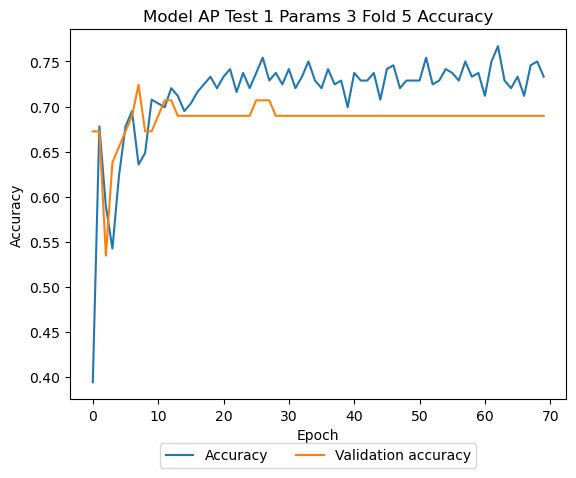 Model AP Test 1 Params 3 Fold 5 Accuracy
Accuracy
0.75
0.70
0.65
0.60
0.55
0.50
0.45
0.40
0 10 20 30 40 50 60 70
Epoch
Accuracy Validation accuracy